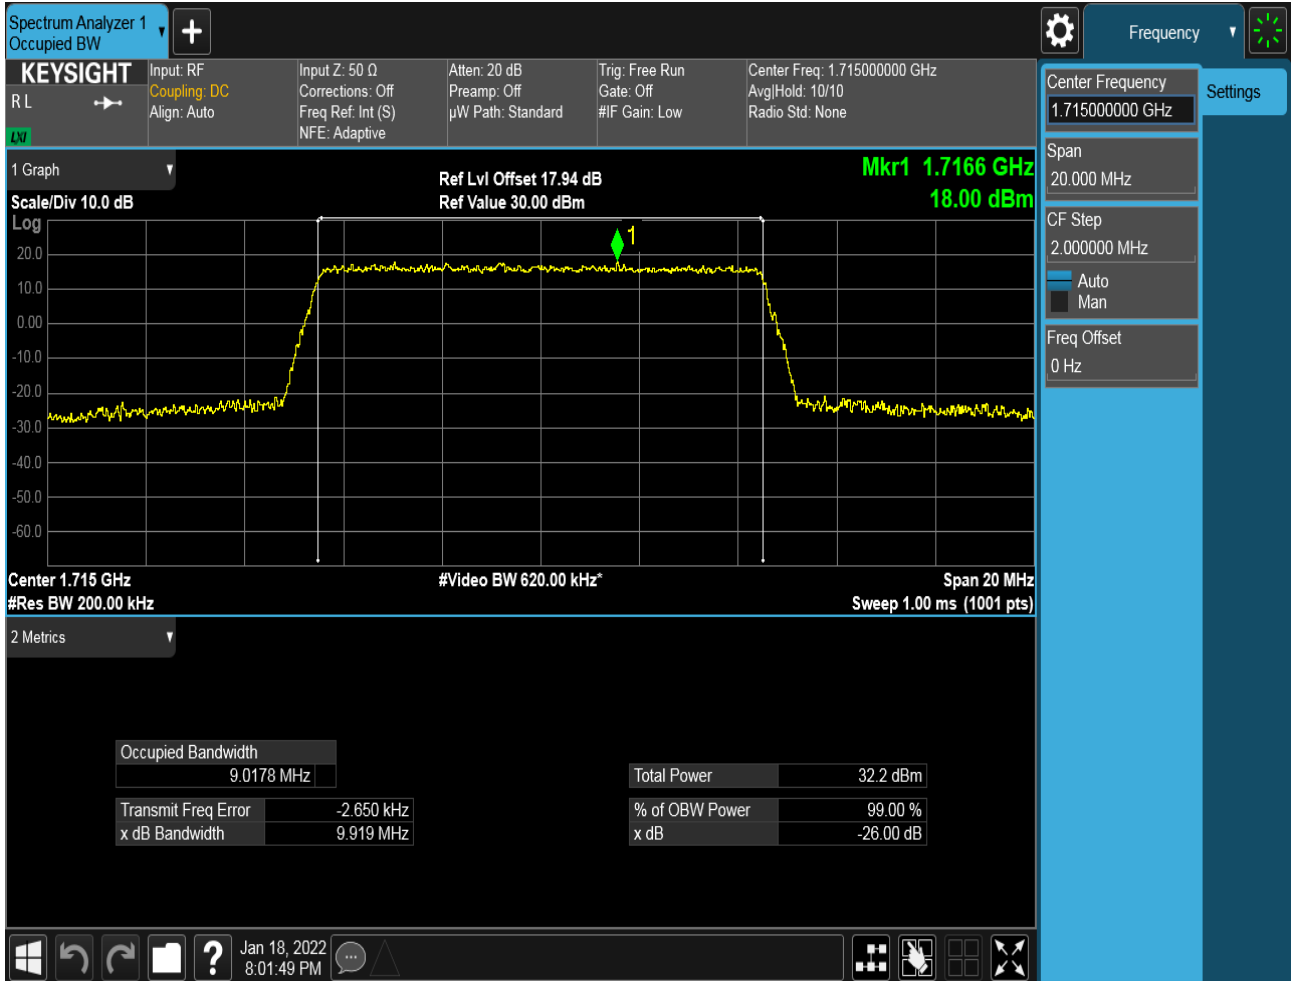 Spectrum Analyzer 1
Occupied BW
Frequency
KEYSIGHT
R L
LXI
Input: RF
Coupling: DC
Align: Auto
Input Z: 50 Ω
Corrections: Off
Freq Ref: Int (S)
NFE: Adaptive
Atten: 20 dB
Preamp: Off
µW Path: Standard
Trig: Free Run
Gate: Off
#IF Gain: Low
Center Freq: 1.715000000 GHz
Avg|Hold: 10/10
Radio Std: None
Center Frequency
1.715000000 GHz
Settings
Span
20.000 MHz
CF Step
2.000000 MHz
Auto
Man
Freq Offset
0 Hz
1 Graph
Scale/Div 10.0 dB
Ref Lvl Offset 17.94 dB
Ref Value 30.00 dBm
Mkr1 1.7166 GHz
18.00 dBm
Log
1
20.0
10.0
0.00
-10.0
-20.0
-30.0
-40.0
-50.0
-60.0
Center 1.715 GHz
#Video BW 620.00 kHz*
Span 20 MHz
#Res BW 200.00 kHz
Sweep 1.00 ms (1001 pts)
2 Metrics
Occupied Bandwidth
9.0178 MHz
Total Power 32.2 dBm
Transmit Freq Error -2.650 kHz
% of OBW Power 99.00 %
x dB Bandwidth 9.919 MHz
x dB -26.00 dB
?
Jan 18, 2022
8:01:49 PM